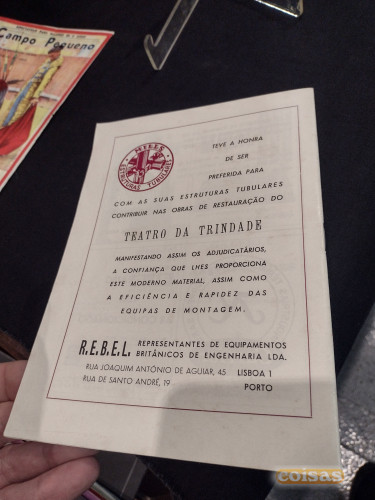 Campo Pequeno
MILLS
ESTRUTURAS TUBULARES
TEVE A HONRA
DE SER
PREFERIDA PARA
COM AS SUAS ESTRUTURAS TUBULARES
CONTRIBUIR NAS OBRAS DE RESTAURAÇÃO DO
TEATRO DA TRINDADE
MANIFESTANDO ASSIM OS ADJUDICATÁRIOS,
A CONFIANÇA QUE LHES PROPORCIONA
ESTE MODERNO MATERIAL, ASSIM COMO
A EFICIÊNCIA E RAPIDEZ DAS
EQUIPAS DE MONTAGEM.
R.E.B.E.L. REPRESENTANTES DE EQUIPAMENTOS
BRITÂNICOS DE ENGENHARIA LDA.
RUA JOAQUIM ANTÓNIO DE AGUIAR, 45 LISBOA 1
RUA DE SANTO ANDRÉ, 19 PORTO
coisas